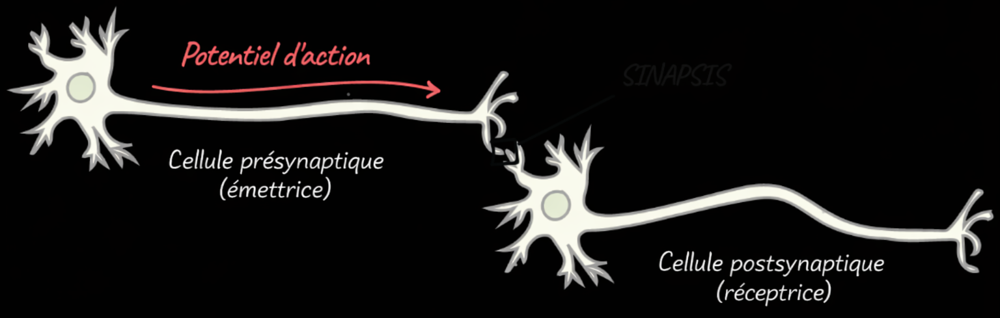 Potentiel d'action
SINAPSIS
Cellule présynaptique
(émettrice)
Cellule postsynaptique
(réceptrice)